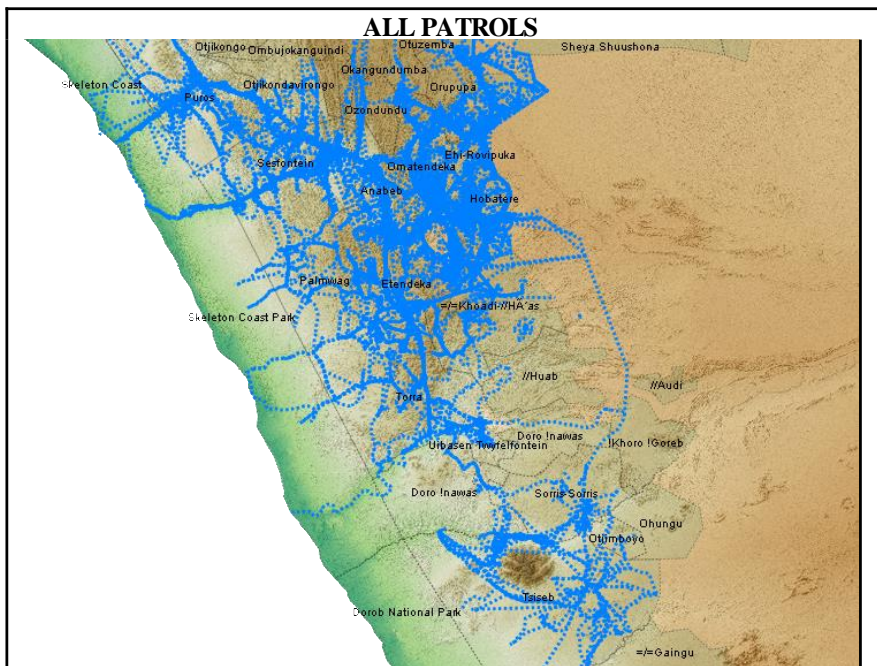 ALL PATROLS
Otjikongo
Ombujokanguindi
Otuzemba
Sheya Shuushona
Okangundumba
Skeleton Coast
Puros
Otjikondavirongo
Orupupa
Ozondundu
Sesfontein
Ehi-Rovipuka
Omatendeka
Anabeb
Hobatere
Palmwag
Etendeka
=/=Khoadi-//HÄ'as
Skeleton Coast Park
//Huab
//Audi
Torra
Doro !nawas
!Khoro !Goreb
Uibasen Twyfelfontein
Doro !nawas
Sorris-Sorris
Ohungu
Otjimboyo
Tsiseb
Dorob National Park
=/=Gaingu